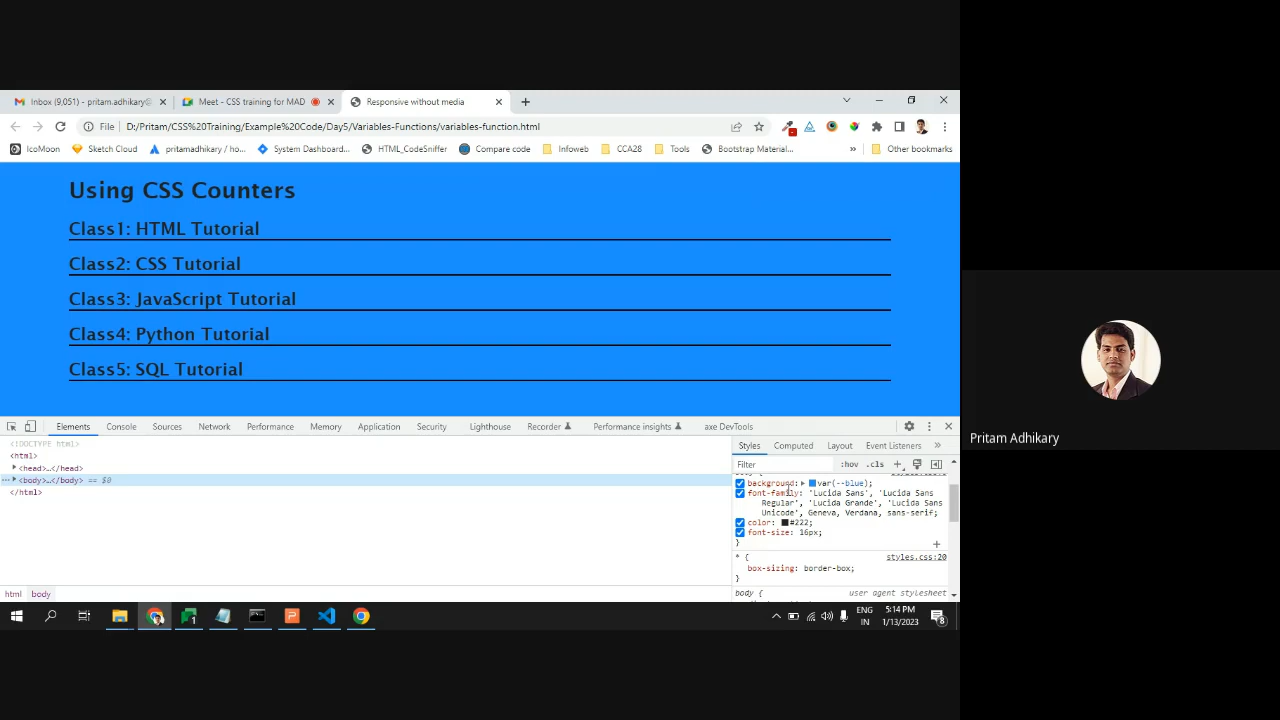 Inbox (9,051) - pritam.adhikary@
Meet - CSS training for MAD
Responsive without media
File
D:/Pritam/CSS%20Training/Example%20Code/Day5/Variables-Functions/variables-function.html
IcoMoon
Sketch Cloud
pritamadhikary / ho...
System Dashboard...
HTML_CodeSniffer
Compare code
Infoweb
CCA28
Tools
Bootstrap Material...
»
Other bookmarks
Using CSS Counters
Class1: HTML Tutorial
Class2: CSS Tutorial
Class3: JavaScript Tutorial
Class4: Python Tutorial
Class5: SQL Tutorial
Pritam Adhikary
Elements Console Sources Network Performance Memory Application Security Lighthouse Recorder Performance insights axe DevTools
<!DOCTYPE html>
<html>
<head>…</head>
<body>…</body> == $0
</html>
html body
Styles Computed Layout Event Listeners »
Filter :hov .cls +
background: var(--blue);
font-family: 'Lucida Sans', 'Lucida Sans
Regular', 'Lucida Grande', 'Lucida Sans
Unicode', Geneva, Verdana, sans-serif;
color: #222;
font-size: 16px;
}
* { styles.css:20
box-sizing: border-box;
}
body { user agent stylesheet
ENG
IN
5:14 PM
1/13/2023
8